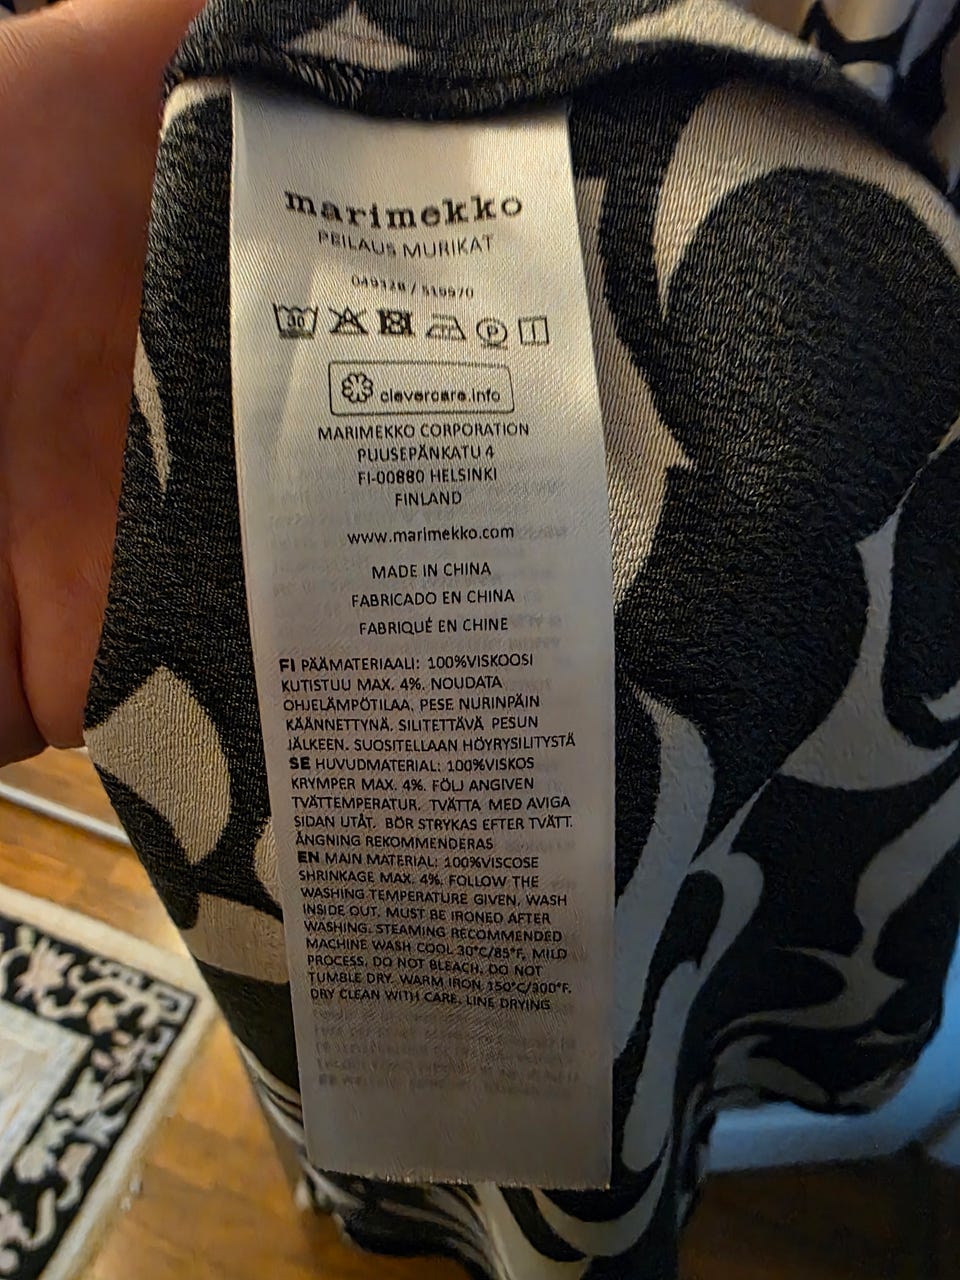 marimekko
PEILAUS MURIKAT
30
P
clevercare.info
MARIMEKKO CORPORATION
PUUSEPÄNKATU 4
FI-00880 HELSINKI
FINLAND
www.marimekko.com
MADE IN CHINA
FABRICADO EN CHINA
FABRIQUÉ EN CHINE
FI PÄÄMATERIAALI: 100%VISKOOSI
KUTISTUU MAX. 4%. NOUDATA
OHJELÄMPÖTILAA, PESE NURINPÄIN
KÄÄNNETTYNÄ. SILITETTÄVÄ PESUN
JÄLKEEN. SUOSITELLAAN HÖYRYSILITYSTÄ
SE HUVUDMATERIAL: 100%VISKOS
KRYMPER MAX. 4%. FÖLJ ANGIVEN
TVÄTTEMPERATUR. TVÄTTA MED AVIGA
SIDAN UTÅT. BÖR STRYKAS EFTER TVÄTT.
ÅNGNING REKOMMENDERAS
EN MAIN MATERIAL: 100%VISCOSE
SHRINKAGE MAX. 4%. FOLLOW THE
WASHING TEMPERATURE GIVEN, WASH
INSIDE OUT. MUST BE IRONED AFTER
WASHING. STEAMING RECOMMENDED
MACHINE WASH COOL 30°C/85°F, MILD
PROCESS. DO NOT BLEACH. DO NOT
TUMBLE DRY. WARM IRON 150°C/300°F.
DRY CLEAN WITH CARE. LINE DRYING